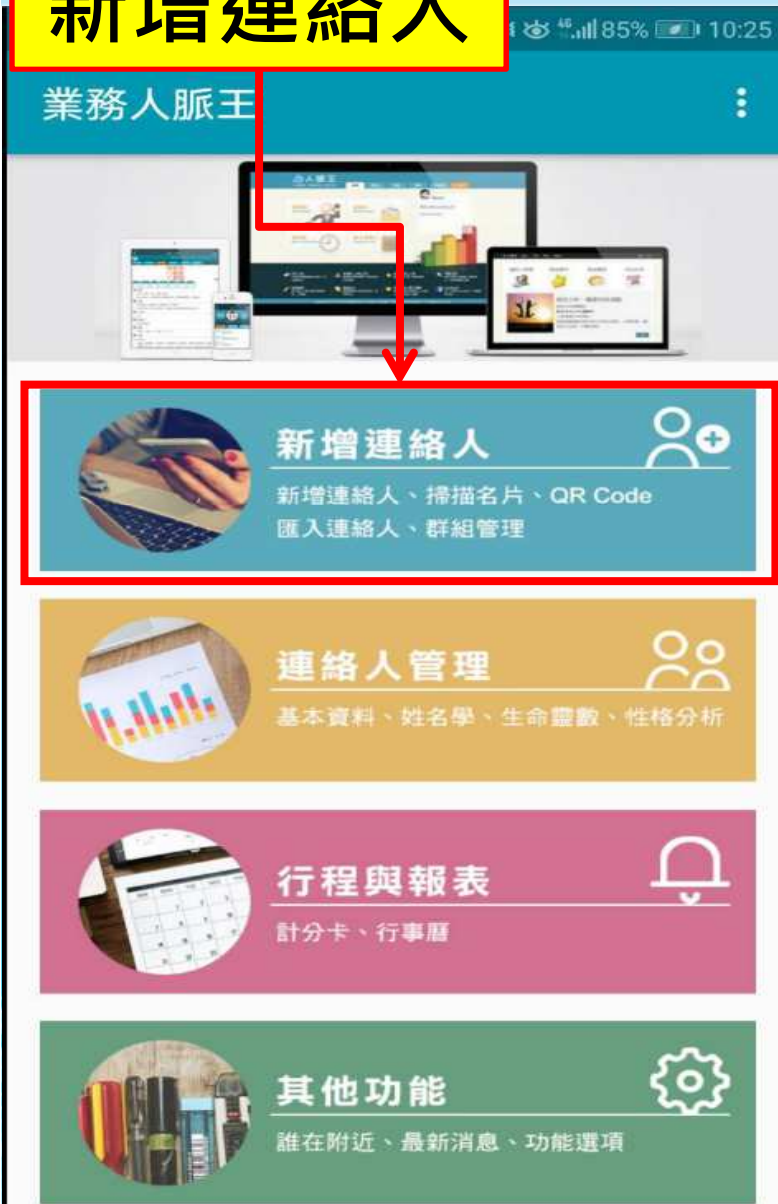 新增連絡人
4G 85% 10:25
業務人脈王
人脈王
新增連絡人
新增連絡人、掃描名片、QR Code
匯入連絡人、群組管理
連絡人管理
基本資料、姓名學、生命靈數、性格分析
行程與報表
計分卡、行事曆
其他功能
誰在附近、最新消息、功能選項